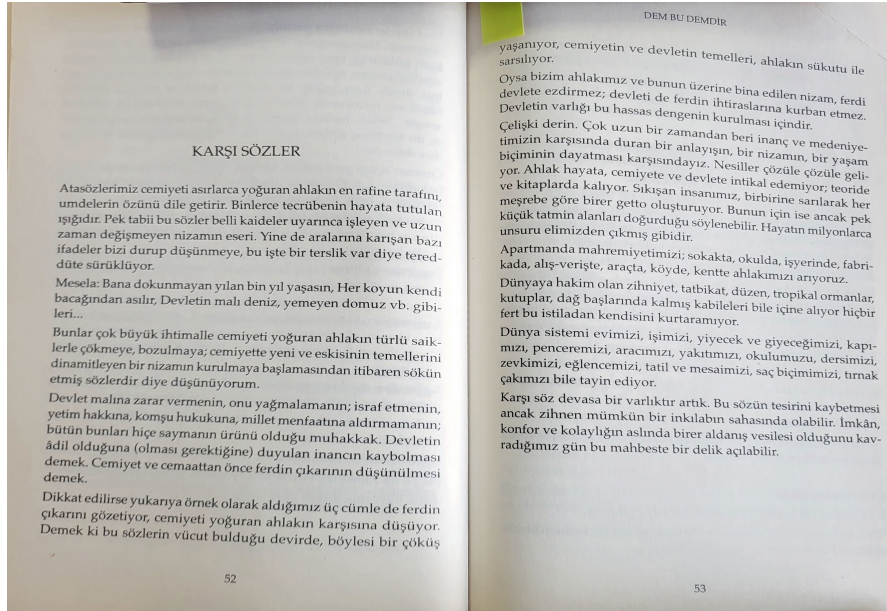 KARŞI SÖZLER
Atasözlerimiz cemiyeti asırlarca yoğuran ahlakın en rafine tarafını,
umdelerin özünü dile getirir. Binlerce tecrübenin hayata tutulan
ışığıdır. Pek tabii bu sözler belli kaideler uyarınca işleyen ve uzun
zaman değişmeyen nizamın eseri. Yine de aralarına karışan bazı
ifadeler bizi durup düşünmeye, bu işte bir terslik var diye tered-
düte sürüklüyor.
Mesela: Bana dokunmayan yılan bin yıl yaşasın, Her koyun kendi
bacağından asılır, Devletin malı deniz, yemeyen domuz vb. gibi-
leri...
Bunlar çok büyük ihtimalle cemiyeti yoğuran ahlakın türlü saik-
lerle çökmeye, bozulmaya; cemiyette yeni ve eskisinin temellerini
dinamitleyen bir nizamın kurulmaya başlamasından itibaren sökün
etmiş sözlerdir diye düşünüyorum.
Devlet malına zarar vermenin, onu yağmalamanın; israf etmenin,
yetim hakkına, komşu hukukuna, millet menfaatına aldırmamanın;
bütün bunları hiçe saymanın ürünü olduğu muhakkak. Devletin
âdil olduğuna (olması gerektiğine) duyulan inancın kaybolması
demek. Cemiyet ve cemaattan önce ferdin çıkarının düşünülmesi
demek.
Dikkat edilirse yukarıya örnek olarak aldığımız üç cümle de ferdin
çıkarını gözetiyor, cemiyeti yoğuran ahlakın karşısına düşüyor.
Demek ki bu sözlerin vücut bulduğu devirde, böylesi bir çöküş
52
DEM BU DEMDİR
yaşanıyor, cemiyetin ve devletin temelleri, ahlakın sükutu ile
sarsılıyor.
Oysa bizim ahlakımız ve bunun üzerine bina edilen nizam, ferdi
devlete ezdirmez; devleti de ferdin ihtiraslarına kurban etmez.
Devletin varlığı bu hassas dengenin kurulması içindir.
Çelişki derin. Çok uzun bir zamandan beri inanç ve medeniye-
timizin karşısında duran bir anlayışın, bir nizamın, bir yaşam
biçiminin dayatması karşısındayız. Nesiller çözüle çözüle geli-
yor. Ahlak hayata, cemiyete ve devlete intikal edemiyor; teoride
ve kitaplarda kalıyor. Sıkışan insanımız, birbirine sarılarak her
meşrebe göre birer getto oluşturuyor. Bunun için ise ancak pek
küçük tatmin alanları doğurduğu söylenebilir. Hayatın milyonlarca
unsuru elimizden çıkmış gibidir.
Apartmanda mahremiyetimizi; sokakta, okulda, işyerinde, fabri-
kada, alış-verişte, araçta, köyde, kentte ahlakımızı arıyoruz.
Dünyaya hakim olan zihniyet, tatbikat, düzen, tropikal ormanlar,
kutuplar, dağ başlarında kalmış kabileleri bile içine alıyor hiçbir
fert bu istiladan kendisini kurtaramıyor.
Dünya sistemi evimizi, işimizi, yiyecek ve giyeceğimizi, kapı-
mızı, penceremizi, aracımızı, yakıtımızı, okulumuzu, dersimizi,
zevkimizi, eğlencemizi, tatil ve mesaimizi, saç biçimimizi, tırnak
çakımızı bile tayin ediyor.
Karşı söz devasa bir varlıktır artık. Bu sözün tesirini kaybetmesi
ancak zihnen mümkün bir inkılabın sahasında olabilir. İmkân,
konfor ve kolaylığın aslında birer aldanış vesilesi olduğunu kav-
radığımız gün bu mahbeste bir delik açılabilir.
53